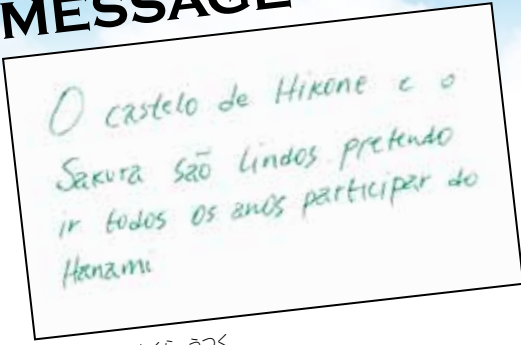 MESSAGE
O castelo de Hikone e o
Sakura são lindos pretendo
ir todos os anos participar do
Hanami